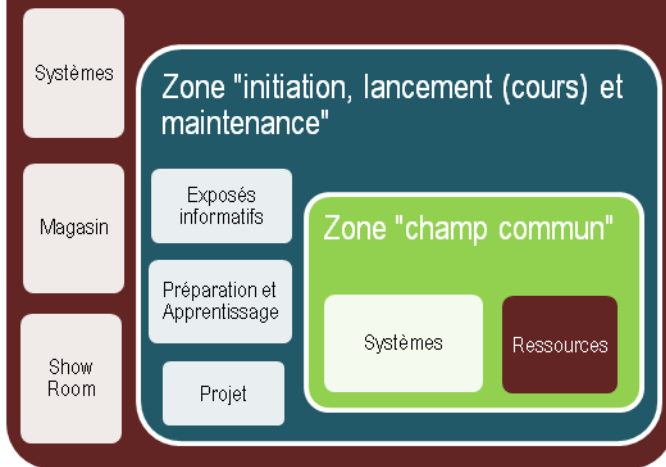 Systèmes
Magasin
Show
Room
Zone "initiation, lancement (cours) et
maintenance"
Exposés
informatifs
Préparation et
Apprentissage
Projet
Zone "champ commun"
Systèmes
Ressources